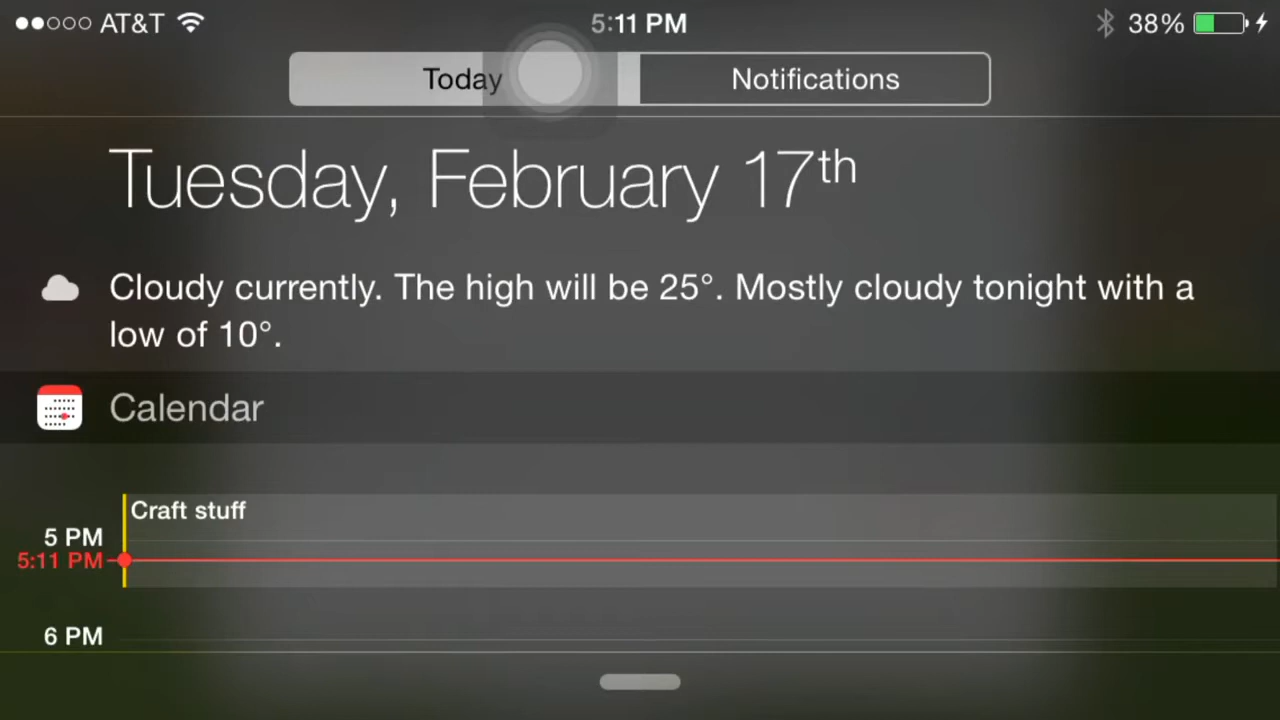 AT&T 5:11 PM 38%
Today Notifications
Tuesday, February 17th
Cloudy currently. The high will be 25°. Mostly cloudy tonight with a
low of 10°.
Calendar
Craft stuff
5 PM
5:11 PM
6 PM